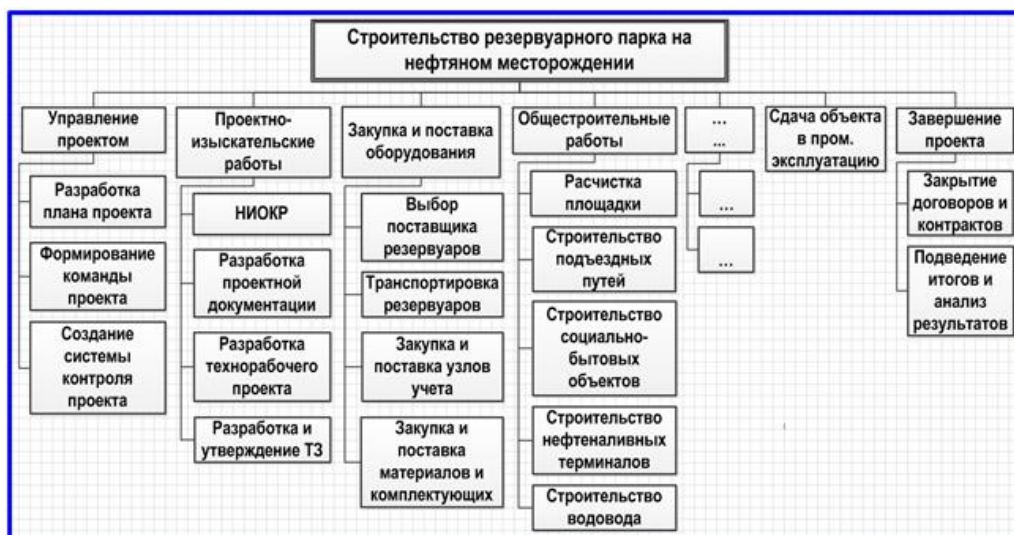 Строительство резервуарного парка на
нефтяном месторождении
Управление
проектом
Разработка
плана проекта
Формирование
команды
проекта
Создание
системы
контроля
проекта
Проектно-
изыскательские
работы
НИОКР
Разработка
проектной
документации
Разработка
технорабочего
проекта
Разработка и
утверждение ТЗ
Закупка и поставка
оборудования
Выбор
поставщика
резервуаров
Транспортировка
резервуаров
Закупка и
поставка узлов
учета
Закупка и
поставка
материалов и
комплектующих
Общестроительные
работы
Расчистка
площадки
Строительство
подъездных
путей
Строительство
социально-
бытовых
объектов
Строительство
нефтеналивных
терминалов
Строительство
водовода
...
...
...
...
Сдача объекта
в пром.
эксплуатацию
Завершение
проекта
Закрытие
договоров и
контрактов
Подведение
итогов и
анализ
результатов